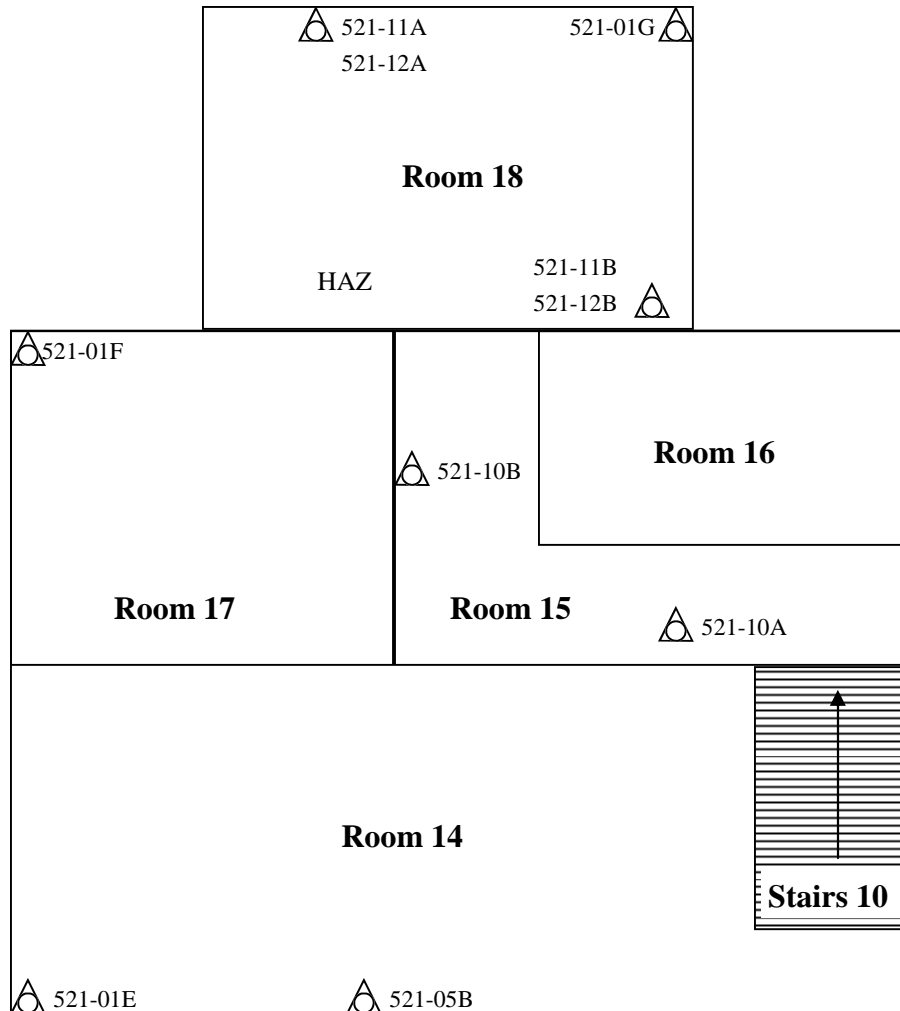 521-11A
521-01G
521-12A
Room 18
HAZ
521-11B
521-12B
521-01F
Room 16
521-10B
Room 17
Room 15
521-10A
Room 14
Stairs 10
521-01E
521-05B